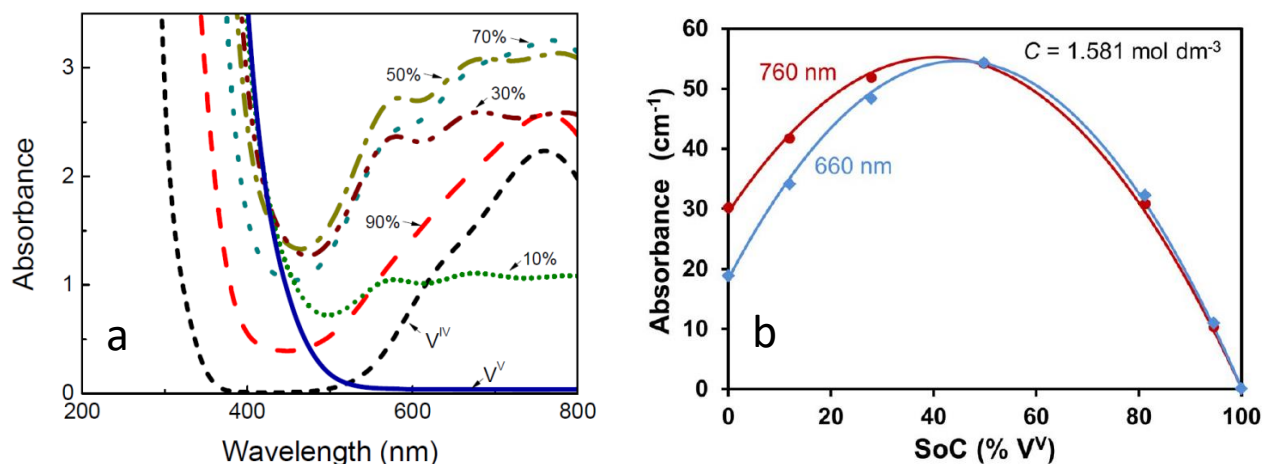 3
2
1
0
200
400
600
800
Absorbance
Wavelength (nm)
a
70%
50%
30%
90%
10%
V^IV
V^V
60
50
40
30
20
10
0
0
20
40
60
80
100
Absorbance (cm⁻¹)
SoC (% V^V)
b
C = 1.581 mol dm⁻³
760 nm
660 nm